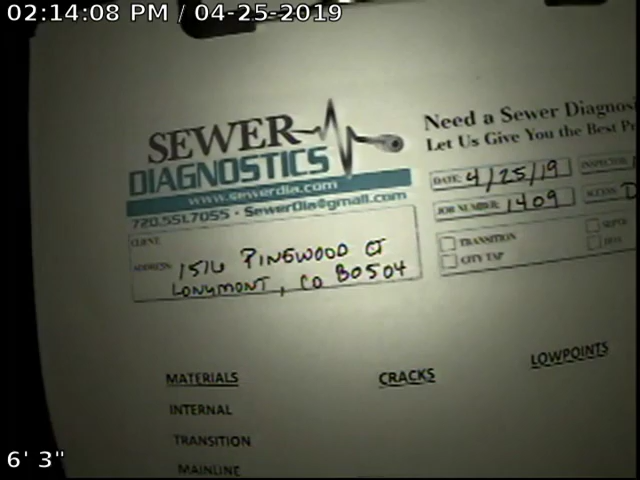 02:14:08 PM / 04-25-2019
SEWER
DIAGNOSTICS
www.sewerdia.com
720.551.7055 • SewerDia@gmail.com
CLIENT
ADDRESS: 1516 PINEWOOD CT
LONGMONT, CO 80504
Need a Sewer Diagnos
Let Us Give You the Best
DATE: 4/25/19
JOB NUMBER: 1409
ACCESS:
TRANSITION
CITY TAP
MATERIALS
CRACKS
LOWPOINTS
INTERNAL
TRANSITION
MAINLINE
6' 3"